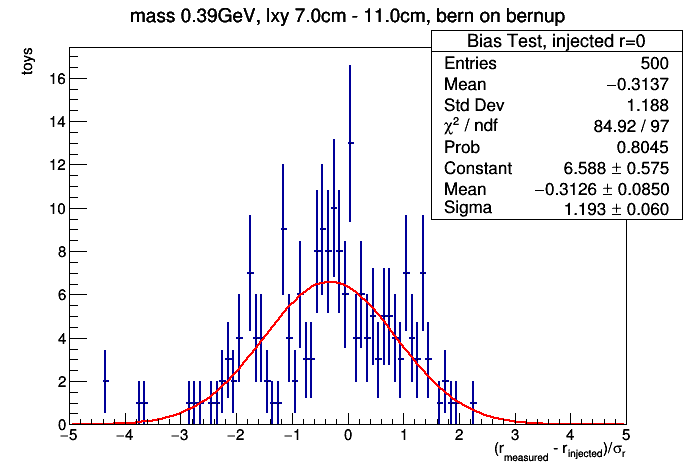 mass 0.39GeV, lxy 7.0cm - 11.0cm, bern on bernup
Bias Test, injected r=0
Entries 500
Mean −0.3137
Std Dev 1.188
χ² / ndf 84.92 / 97
Prob 0.8045
Constant 6.588 ± 0.575
Mean −0.3126 ± 0.0850
Sigma 1.193 ± 0.060
toys
16
14
12
10
8
6
4
2
0
−5 −4 −3 −2 −1 0 1 2 3 4 5
(r_measured - r_injected)/σ_r